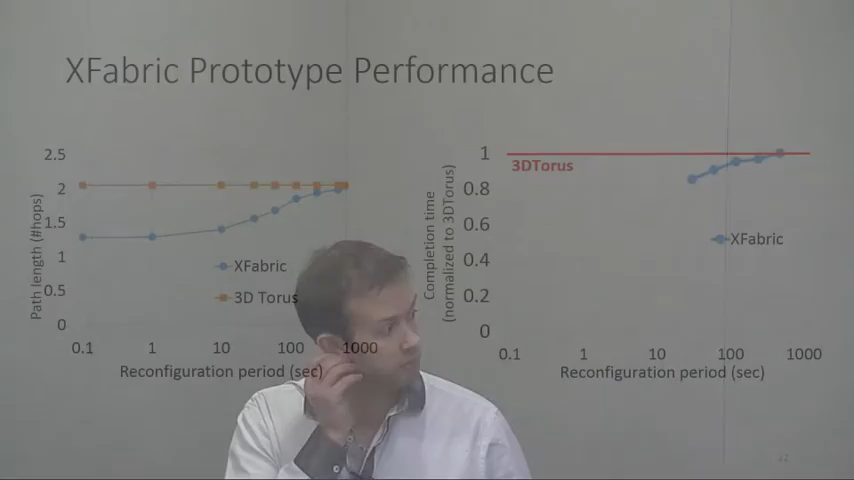 XFabric Prototype Performance
2.5
2
1.5
1
0.5
0
Path length (#hops)
XFabric
3D Torus
0.1 1 10 100 1000
Reconfiguration period (sec)
1
0.8
0.6
0.4
0.2
0
Completion time
(normalized to 3DTorus)
3DTorus
XFabric
0.1 1 10 100 1000
Reconfiguration period (sec)